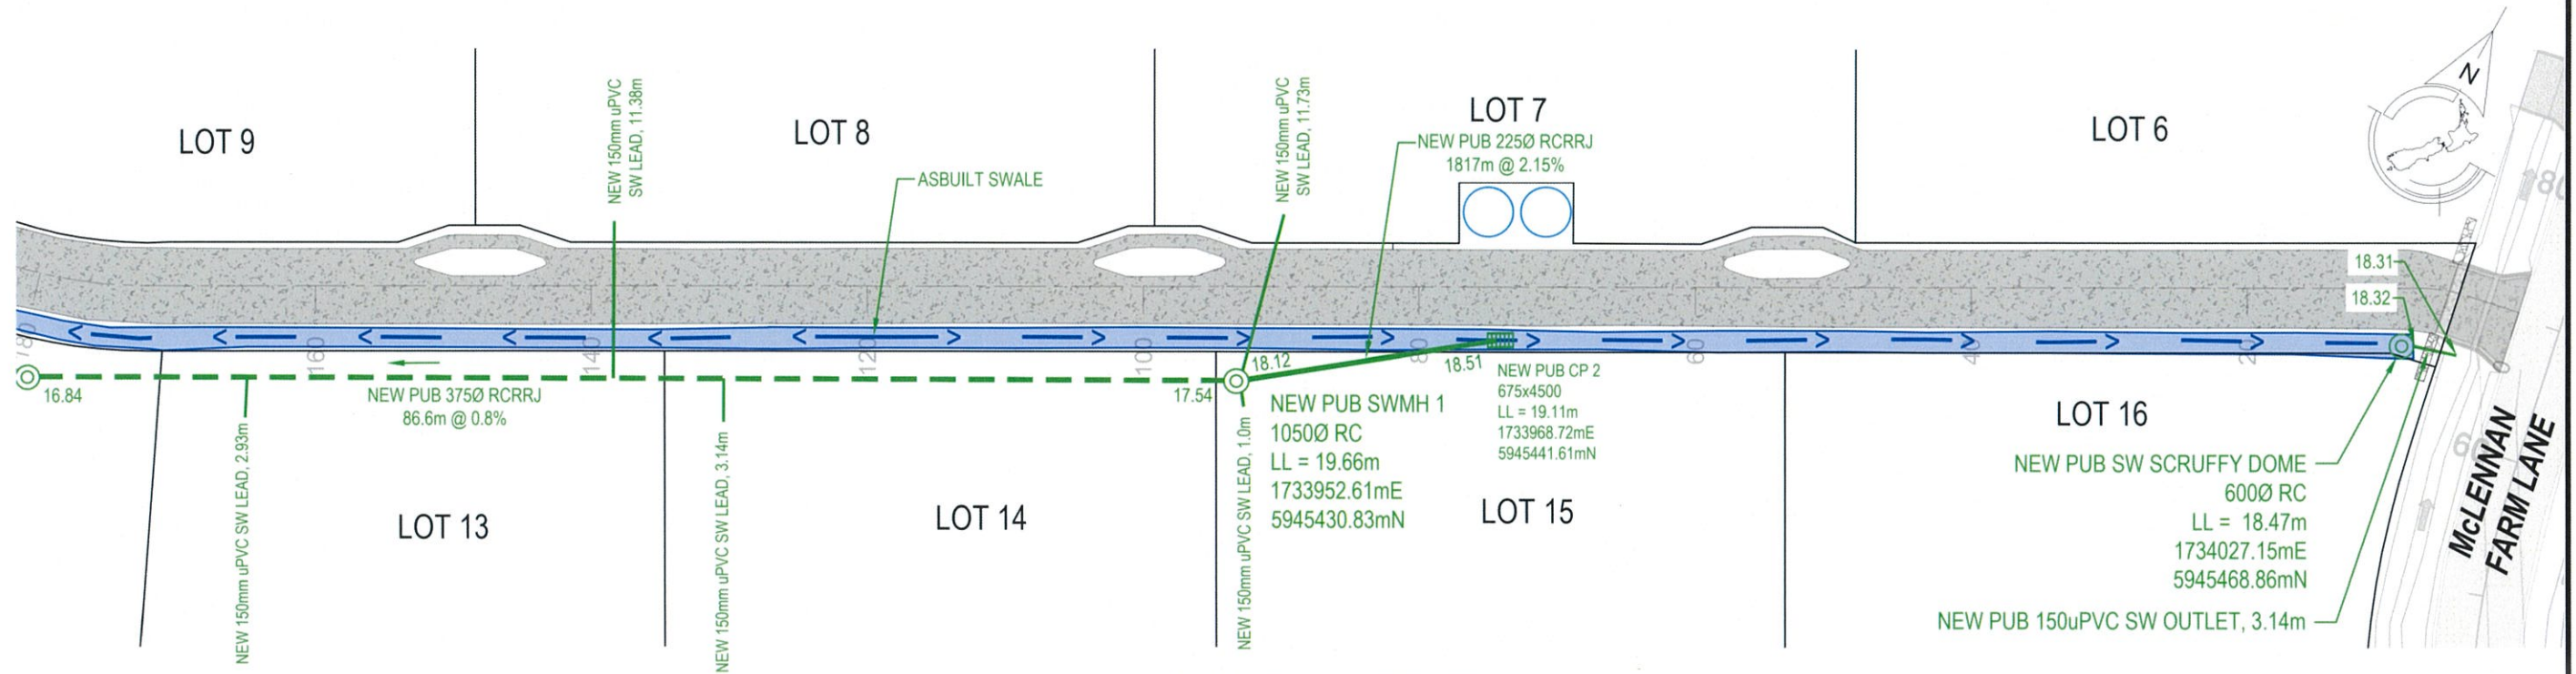 LOT 9
LOT 8
LOT 7
LOT 6
N
NEW 150mm uPVC
SW LEAD, 11.38m
NEW 150mm uPVC
SW LEAD, 11.73m
NEW PUB 225Ø RCRRJ
1817m @ 2.15%
ASBUILT SWALE
80
18.31
18.32
180
160
140
120
100
80
60
40
20
16.84
NEW PUB 375Ø RCRRJ
86.6m @ 0.8%
17.54
18.12
18.51
NEW PUB CP 2
675x4500
LL = 19.11m
1733968.72mE
5945441.61mN
NEW PUB SWMH 1
1050Ø RC
LL = 19.66m
1733952.61mE
5945430.83mN
NEW 150mm uPVC SW LEAD, 2.93m
NEW 150mm uPVC SW LEAD, 3.14m
NEW 150mm uPVC SW LEAD, 1.0m
LOT 13
LOT 14
LOT 15
LOT 16
NEW PUB SW SCRUFFY DOME
600Ø RC
LL = 18.47m
1734027.15mE
5945468.86mN
NEW PUB 150uPVC SW OUTLET, 3.14m
60
McLENNAN
FARM LANE